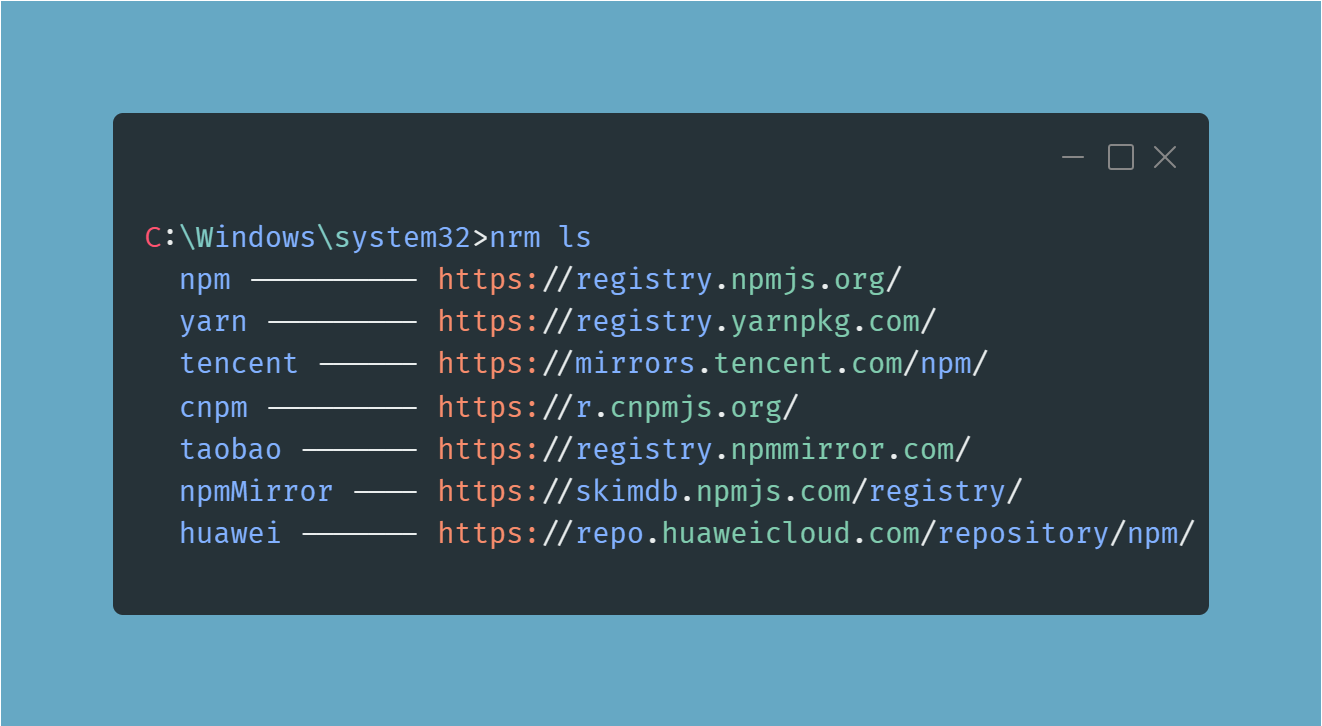 C:\Windows\system32>nrm ls
npm ---------- https://registry.npmjs.org/
yarn --------- https://registry.yarnpkg.com/
tencent ------ https://mirrors.tencent.com/npm/
cnpm --------- https://r.cnpmjs.org/
taobao ------- https://registry.npmmirror.com/
npmMirror ---- https://skimdb.npmjs.com/registry/
huawei ------- https://repo.huaweicloud.com/repository/npm/